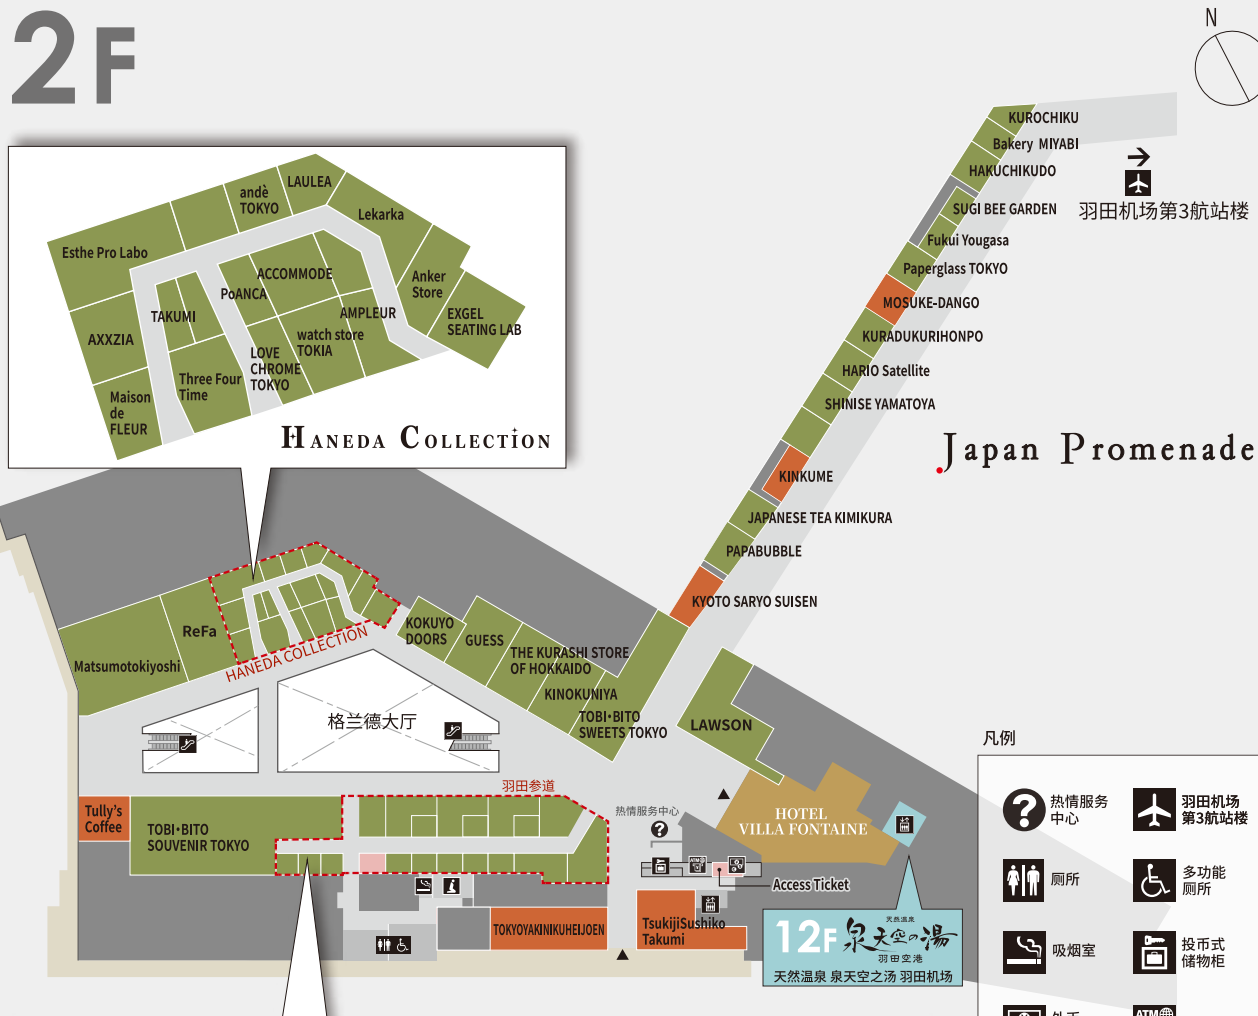 2F
N
KUROCHIKU
Bakery MIYABI
HAKUCHIKUDO
SUGI BEE GARDEN
Fukui Yougasa
Paperglass TOKYO
MOSUKE-DANGO
KURADUKURIHONPO
HARIO Satellite
SHINISE YAMATOYA
KINKUME
JAPANESE TEA KIMIKURA
PAPABUBBLE
KYOTO SARYO SUISEN
羽田机场第3航站楼
Japan Promenade
LAULEA
andè
TOKYO
Lekarka
Esthe Pro Labo
ACCOMMODE
Anker
Store
PoANCA
TAKUMI
AMPLEUR
EXGEL
SEATING LAB
AXXZIA
watch store
TOKIA
LOVE
CHROME
TOKYO
Three Four
Time
Maison
de
FLEUR
HANEDA COLLECTION
ReFa
Matsumotokiyoshi
HANEDA COLLECTION
KOKUYO
DOORS
GUESS
THE KURASHI STORE
OF HOKKAIDO
KINOKUNIYA
TOBI•BITO
SWEETS TOKYO
LAWSON
格兰德大厅
羽田参道
Tully's
Coffee
TOBI•BITO
SOUVENIR TOKYO
热情服务中心
HOTEL
VILLA FONTAINE
ATM
Access Ticket
TOKYOYAKINIKUHEIJOEN
TsukijiSushiko
Takumi
12F
天然温泉
泉天空の湯
羽田空港
天然温泉 泉天空之汤 羽田机场
凡例
热情服务
中心
羽田机场
第3航站楼
厕所
多功能
厕所
吸烟室
投币式
储物柜
外币
ATM